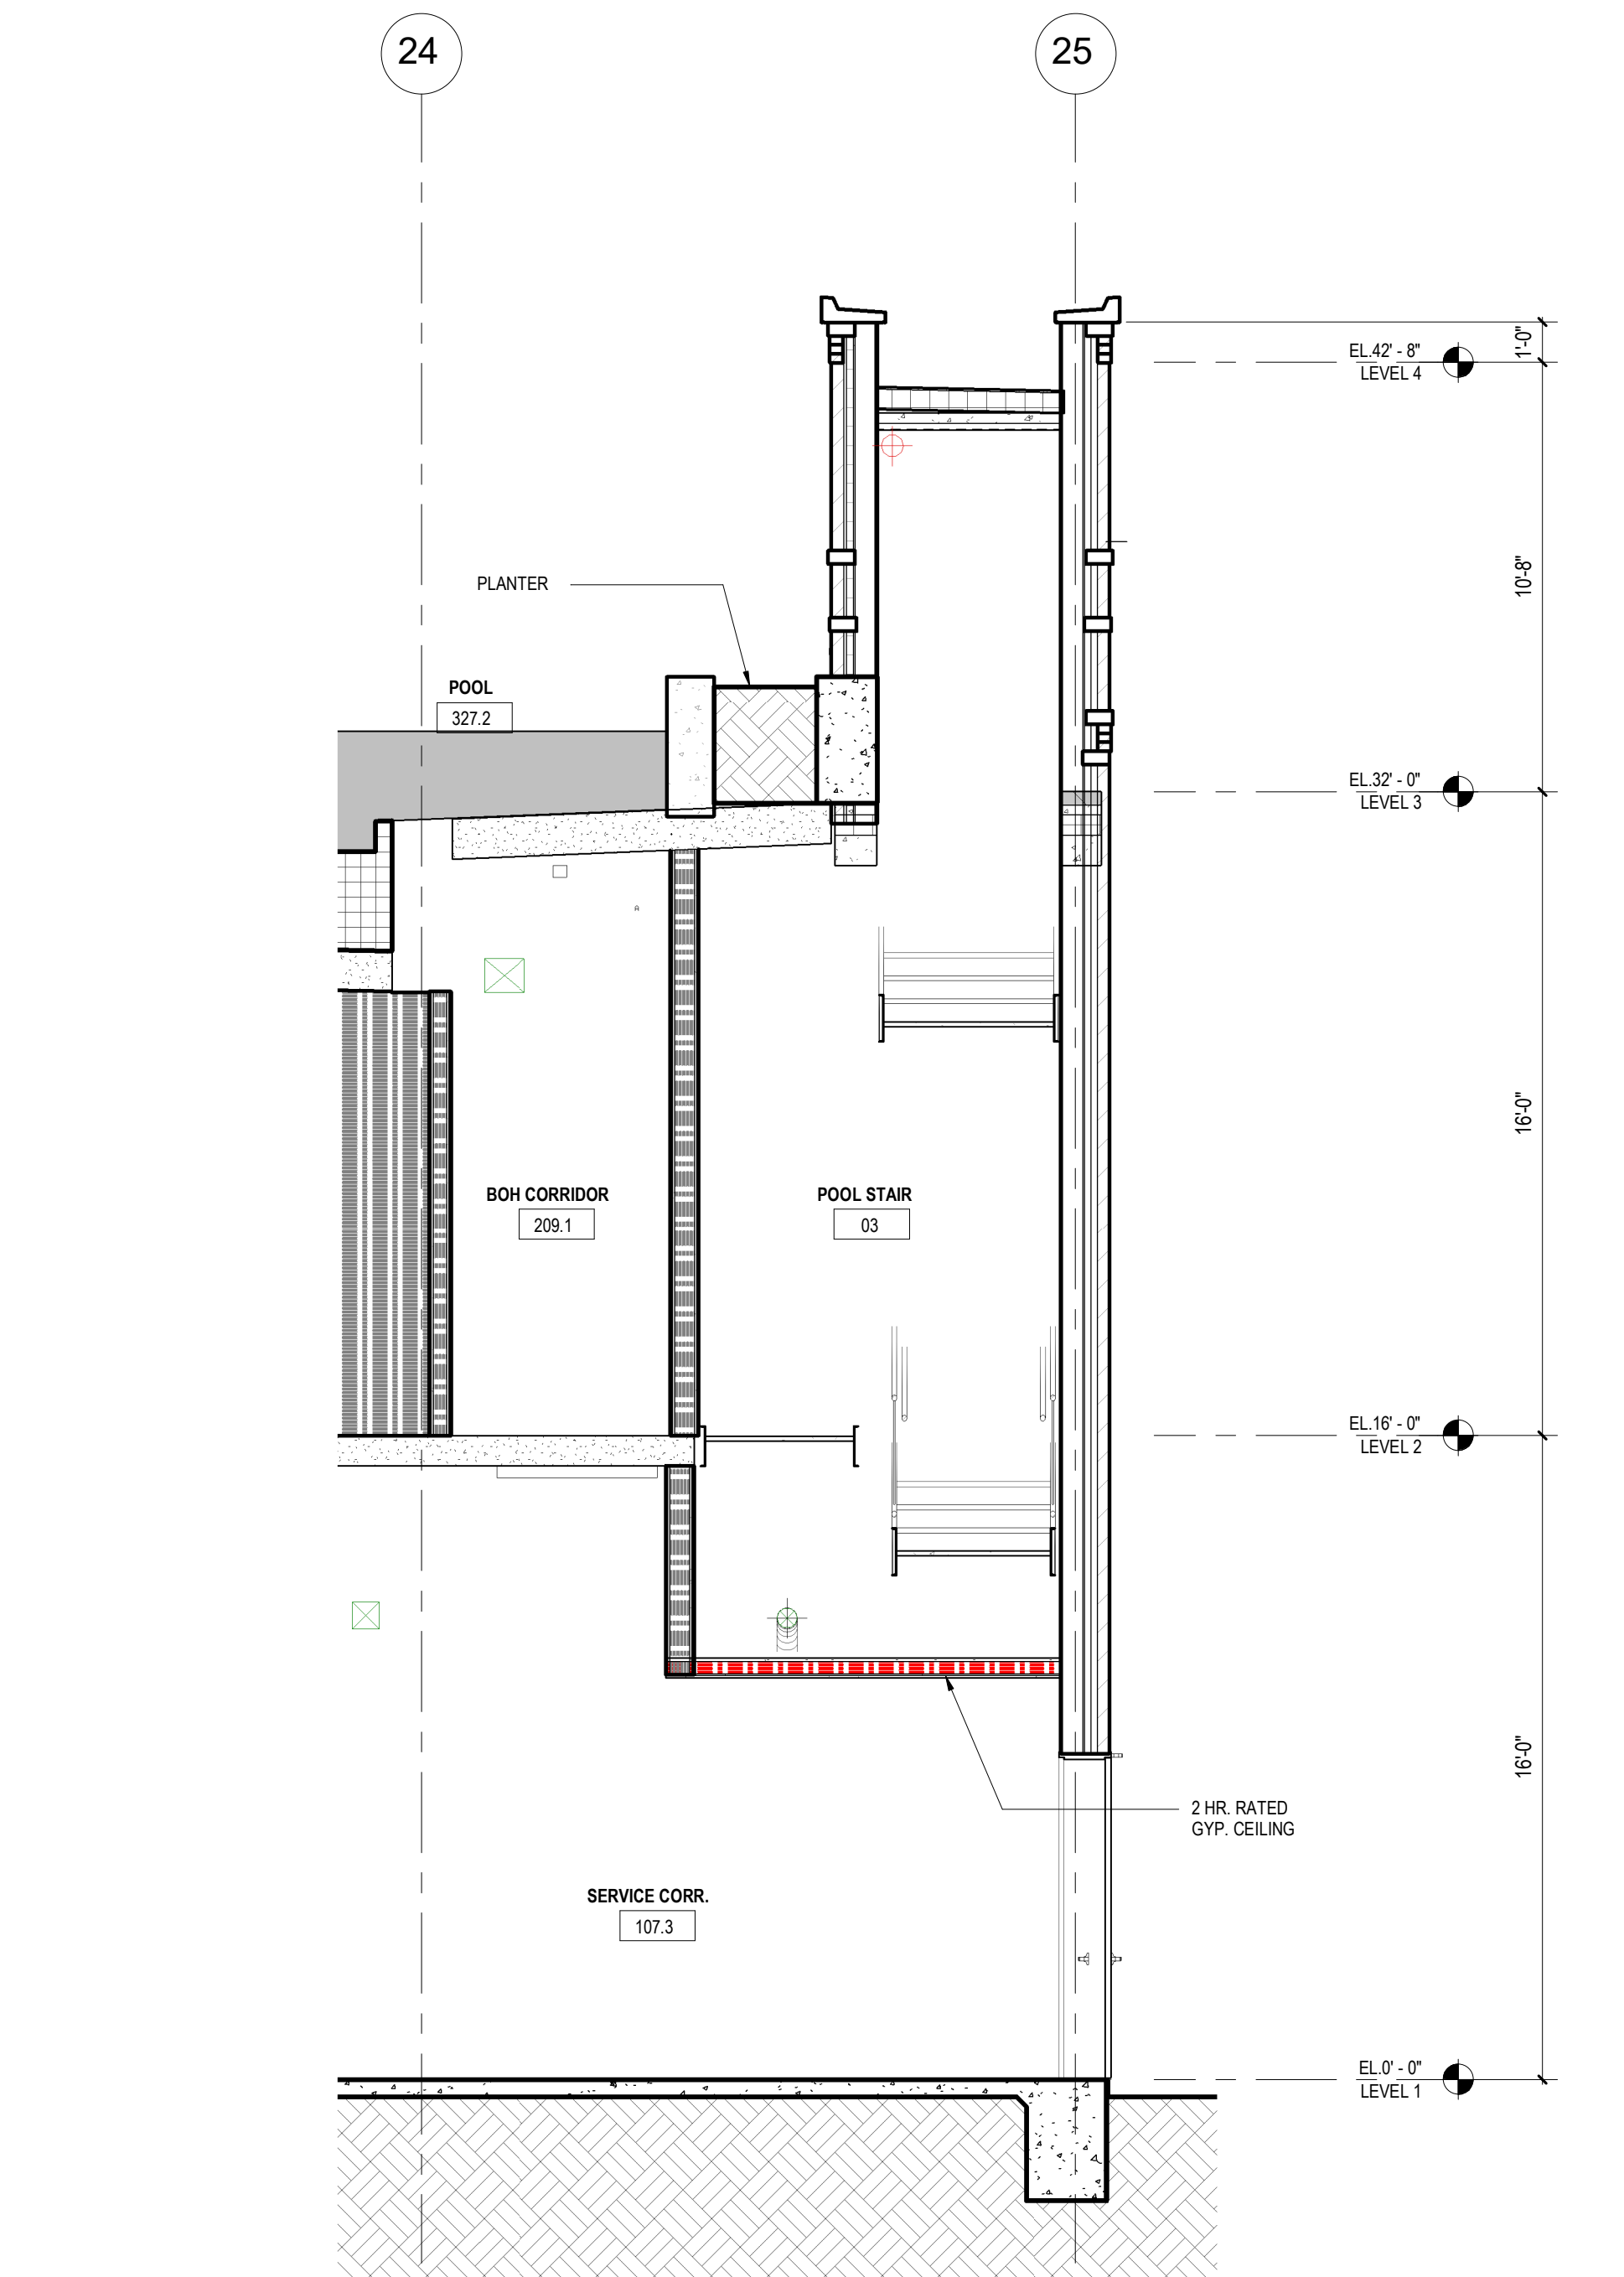 24
25
1'-0"
EL.42' - 8"
LEVEL 4
PLANTER
10'-8"
POOL
327.2
EL.32' - 0"
LEVEL 3
16'-0"
BOH CORRIDOR
209.1
POOL STAIR
03
EL.16' - 0"
LEVEL 2
16'-0"
2 HR. RATED
GYP. CEILING
SERVICE CORR.
107.3
EL.0' - 0"
LEVEL 1